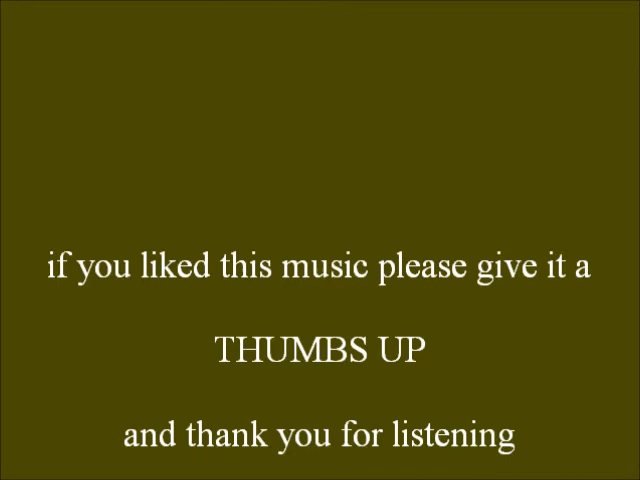 if you liked this music please give it a
THUMBS UP
and thank you for listening